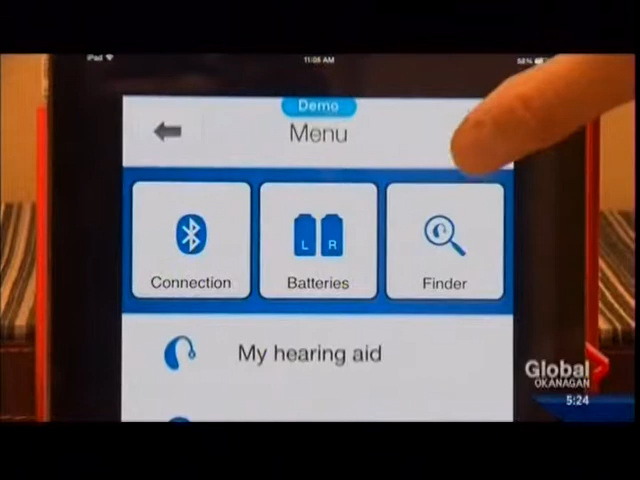 iPad
11:08 AM
58%
Demo
Menu
L R
Connection
Batteries
Finder
My hearing aid
Global
OKANAGAN
5:24